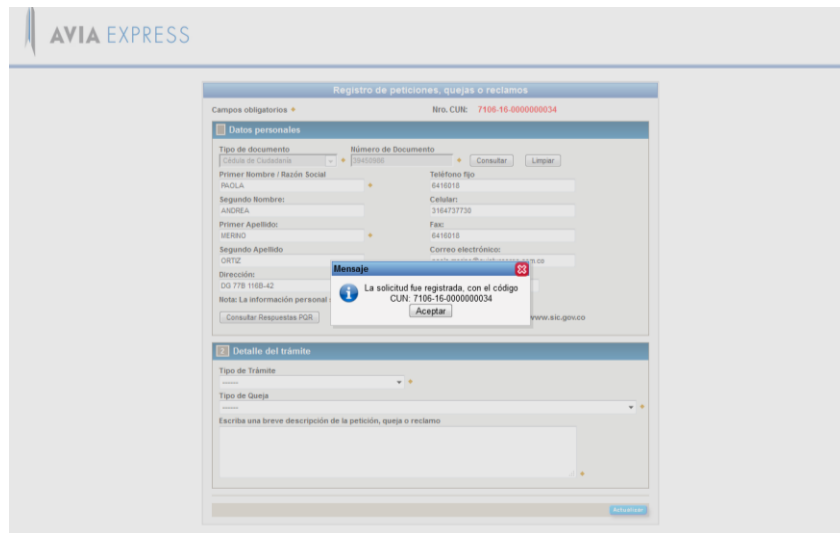 AVIA EXPRESS
Registro de peticiones, quejas o reclamos
Campos obligatorios * Nro. CUN: 7106-16-0000000034
Datos personales
Tipo de documento Número de Documento
Cédula de Ciudadanía * * Consultar Limpiar
Primer Nombre / Razón Social Teléfono fijo
PAOLA * 6416018
Segundo Nombre: Celular:
ANDREA 3164737730
Primer Apellido: Fax:
MERINO * 6416018
Segundo Apellido Correo electrónico:
ORTIZ
Dirección:
DG 77B 116B-42
Nota: La información personal
Consultar Respuestas PQR www.sic.gov.co
Mensaje
La solicitud fue registrada, con el código
CUN: 7106-16-0000000034
Aceptar
Detalle del trámite
Tipo de Trámite
------ *
Tipo de Queja
------ *
Escriba una breve descripción de la petición, queja o reclamo
*
Actualizar